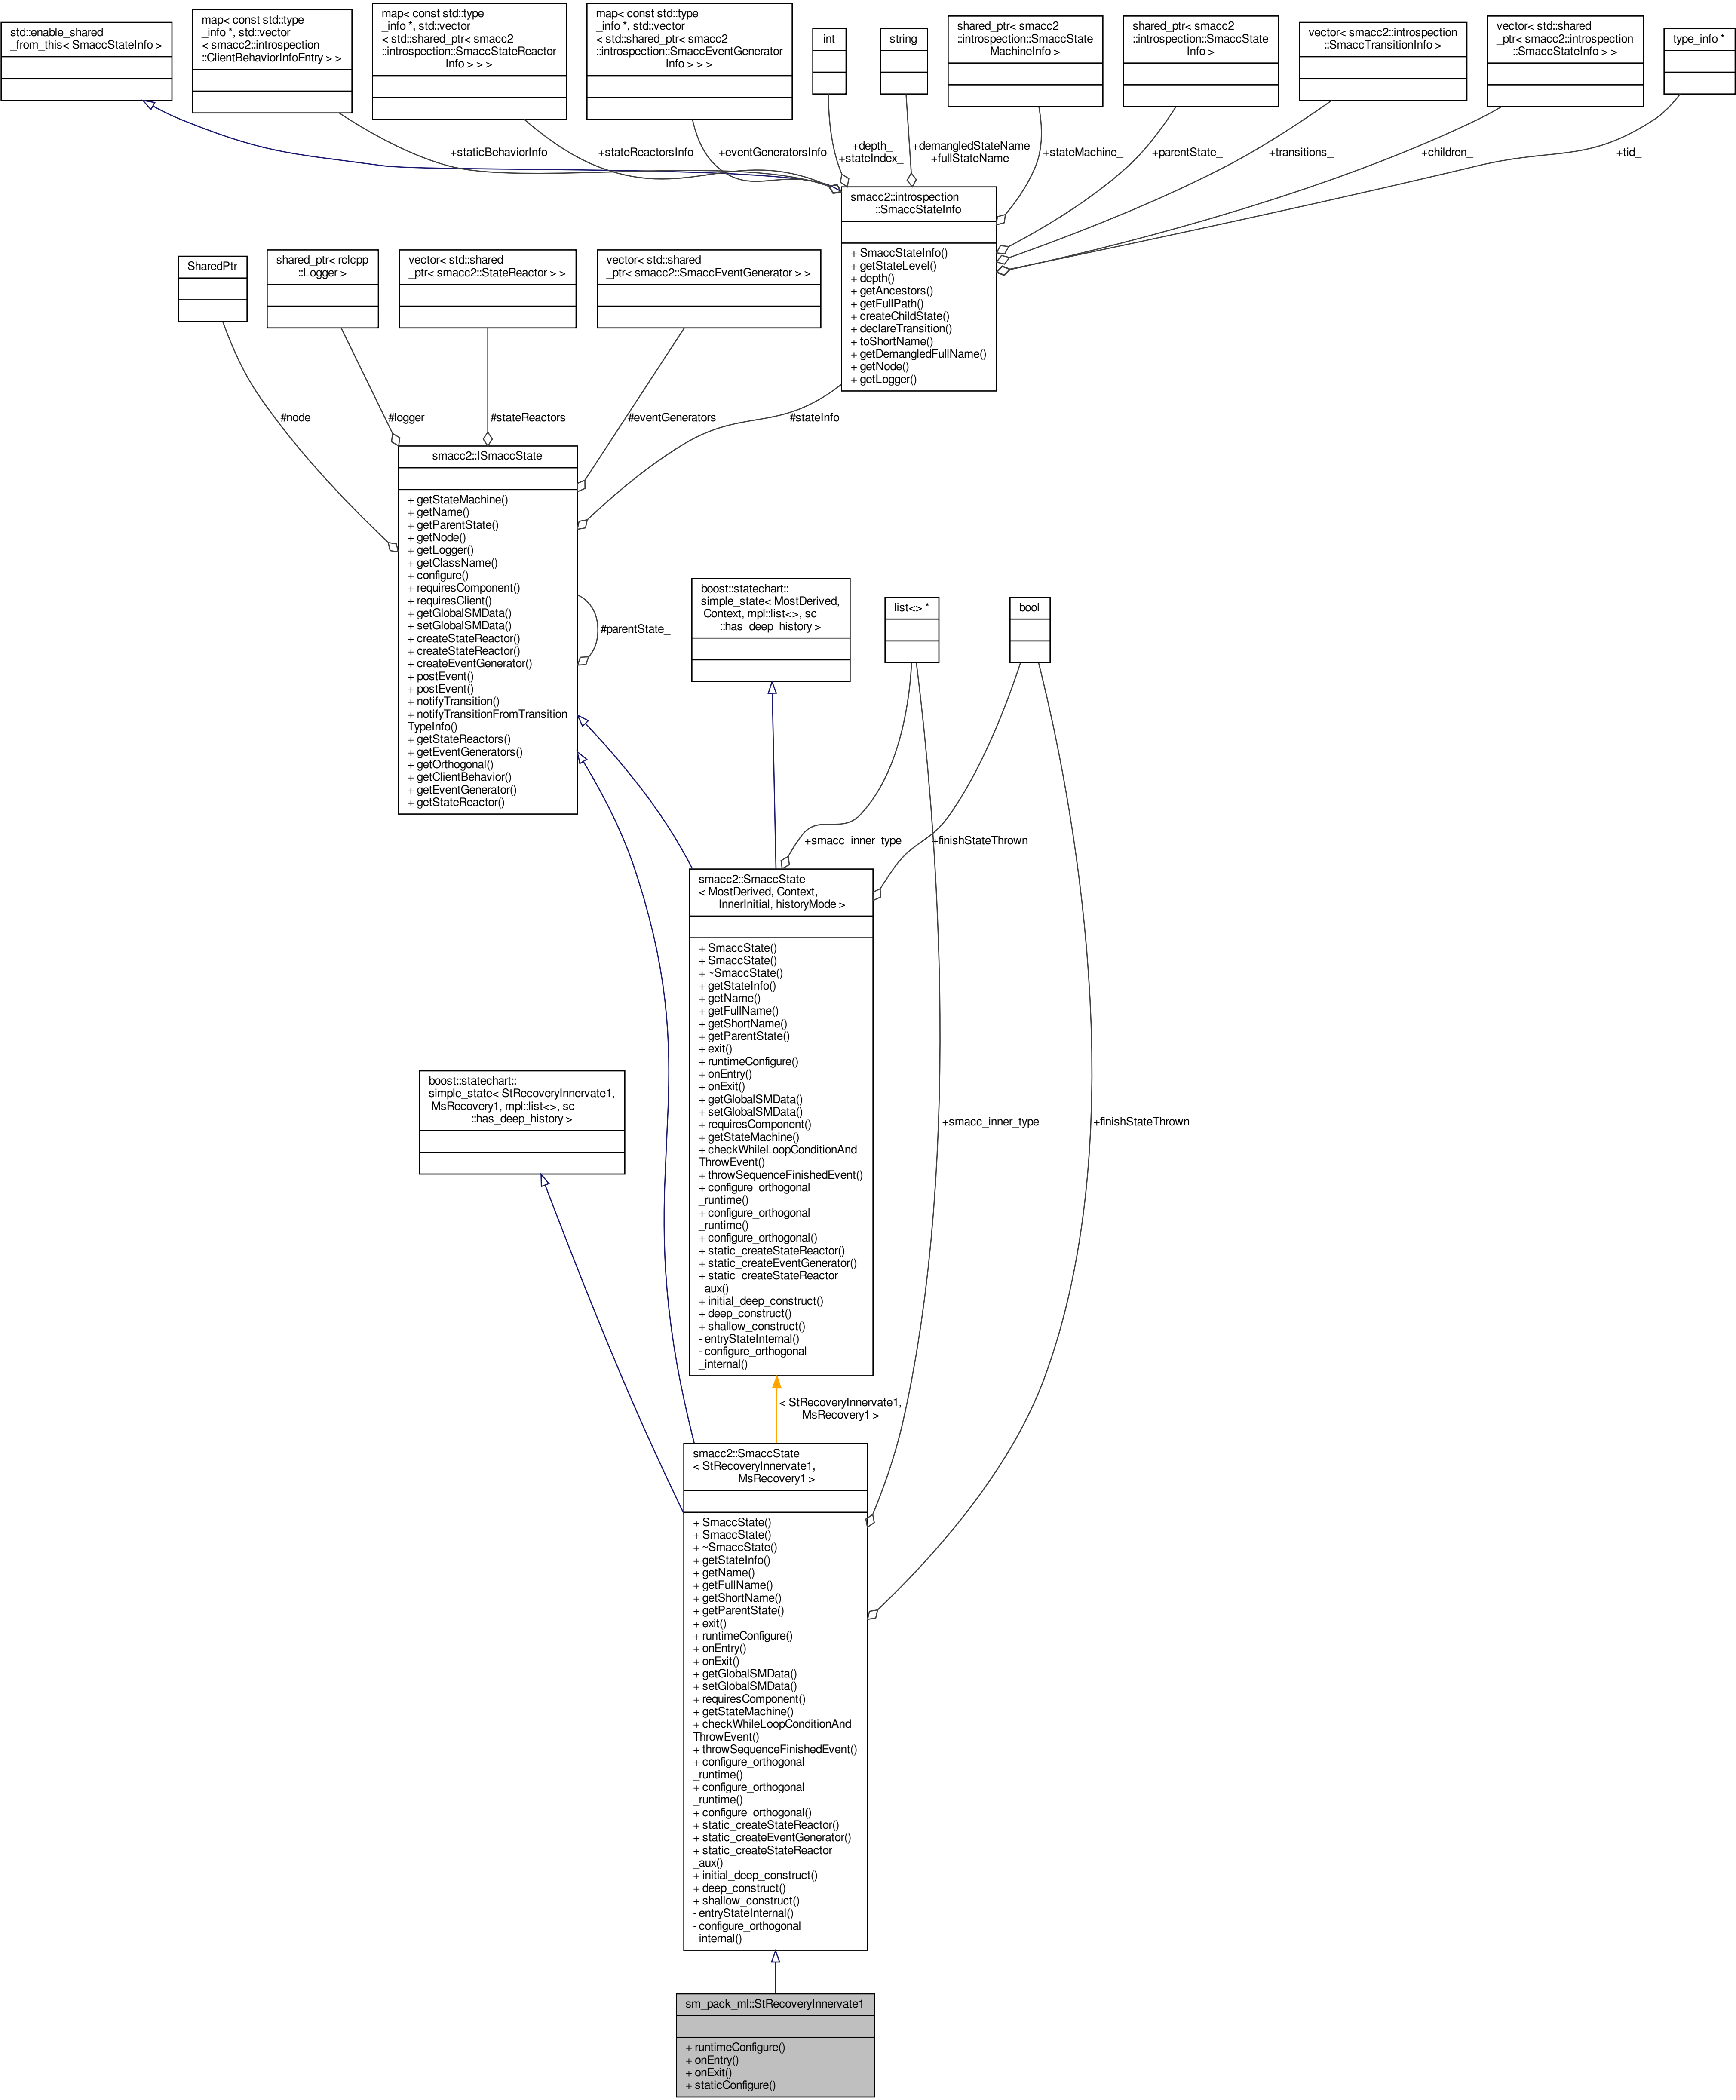 std::enable_shared
_from_this< SmaccStateInfo >
map< const std::type
_info *, std::vector
< smacc2::introspection
::ClientBehaviorInfoEntry > >
map< const std::type
_info *, std::vector
< std::shared_ptr< smacc2
::introspection::SmaccStateReactor
Info > > >
map< const std::type
_info *, std::vector
< std::shared_ptr< smacc2
::introspection::SmaccEventGenerator
Info > > >
int
string
shared_ptr< smacc2
::introspection::SmaccState
MachineInfo >
shared_ptr< smacc2
::introspection::SmaccState
Info >
vector< smacc2::introspection
::SmaccTransitionInfo >
vector< std::shared
_ptr< smacc2::introspection
::SmaccStateInfo > >
type_info *
+staticBehaviorInfo
+stateReactorsInfo
+eventGeneratorsInfo
+depth_
+stateIndex_
+demangledStateName
+fullStateName
+stateMachine_
+parentState_
+transitions_
+children_
+tid_
smacc2::introspection
::SmaccStateInfo
+ SmaccStateInfo()
+ getStateLevel()
+ depth()
+ getAncestors()
+ getFullPath()
+ createChildState()
+ declareTransition()
+ toShortName()
+ getDemangledFullName()
+ getNode()
+ getLogger()
SharedPtr
shared_ptr< rclcpp
::Logger >
vector< std::shared
_ptr< smacc2::StateReactor > >
vector< std::shared
_ptr< smacc2::SmaccEventGenerator > >
#node_
#logger_
#stateReactors_
#eventGenerators_
#stateInfo_
smacc2::ISmaccState
+ getStateMachine()
+ getName()
+ getParentState()
+ getNode()
+ getLogger()
+ getClassName()
+ configure()
+ requiresComponent()
+ requiresClient()
+ getGlobalSMData()
+ setGlobalSMData()
+ createStateReactor()
+ createStateReactor()
+ createEventGenerator()
+ postEvent()
+ postEvent()
+ notifyTransition()
+ notifyTransitionFromTransition
TypeInfo()
+ getStateReactors()
+ getEventGenerators()
+ getOrthogonal()
+ getClientBehavior()
+ getEventGenerator()
+ getStateReactor()
#parentState_
boost::statechart::
simple_state< MostDerived,
Context, mpl::list<>, sc
::has_deep_history >
list<> *
bool
+smacc_inner_type
+finishStateThrown
smacc2::SmaccState
< MostDerived, Context,
InnerInitial, historyMode >
+ SmaccState()
+ SmaccState()
+ ~SmaccState()
+ getStateInfo()
+ getName()
+ getFullName()
+ getShortName()
+ getParentState()
+ exit()
+ runtimeConfigure()
+ onEntry()
+ onExit()
+ getGlobalSMData()
+ setGlobalSMData()
+ requiresComponent()
+ getStateMachine()
+ checkWhileLoopConditionAnd
ThrowEvent()
+ throwSequenceFinishedEvent()
+ configure_orthogonal
_runtime()
+ configure_orthogonal
_runtime()
+ configure_orthogonal()
+ static_createStateReactor()
+ static_createEventGenerator()
+ static_createStateReactor
_aux()
+ initial_deep_construct()
+ deep_construct()
+ shallow_construct()
- entryStateInternal()
- configure_orthogonal
_internal()
boost::statechart::
simple_state< StRecoveryInnervate1,
MsRecovery1, mpl::list<>, sc
::has_deep_history >
+smacc_inner_type
+finishStateThrown
< StRecoveryInnervate1,
MsRecovery1 >
smacc2::SmaccState
< StRecoveryInnervate1,
MsRecovery1 >
+ SmaccState()
+ SmaccState()
+ ~SmaccState()
+ getStateInfo()
+ getName()
+ getFullName()
+ getShortName()
+ getParentState()
+ exit()
+ runtimeConfigure()
+ onEntry()
+ onExit()
+ getGlobalSMData()
+ setGlobalSMData()
+ requiresComponent()
+ getStateMachine()
+ checkWhileLoopConditionAnd
ThrowEvent()
+ throwSequenceFinishedEvent()
+ configure_orthogonal
_runtime()
+ configure_orthogonal
_runtime()
+ configure_orthogonal()
+ static_createStateReactor()
+ static_createEventGenerator()
+ static_createStateReactor
_aux()
+ initial_deep_construct()
+ deep_construct()
+ shallow_construct()
- entryStateInternal()
- configure_orthogonal
_internal()
sm_pack_ml::StRecoveryInnervate1
+ runtimeConfigure()
+ onEntry()
+ onExit()
+ staticConfigure()